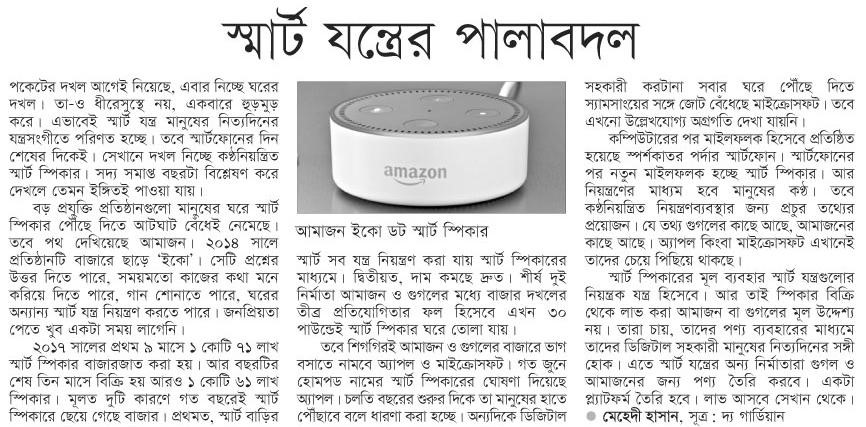 স্মার্ট যন্ত্রের পালাবদল
পকেটের দখল আগেই নিয়েছে, এবার নিচ্ছে ঘরের
দখল। তা-ও ধীরেসুস্থে নয়, একবারে হুড়মুড়
করে। এভাবেই স্মার্ট যন্ত্র মানুষের নিত্যদিনের
যন্ত্রসংগীতে পরিণত হচ্ছে। তবে স্মার্টফোনের দিন
শেষের দিকেই। সেখানে দখল নিচ্ছে কণ্ঠনিয়ন্ত্রিত
স্মার্ট স্পিকার। সদ্য সমাপ্ত বছরটা বিশ্লেষণ করে
দেখলে তেমন ইঙ্গিতই পাওয়া যায়।
বড় প্রযুক্তি প্রতিষ্ঠানগুলো মানুষের ঘরে স্মার্ট
স্পিকার পৌঁছে দিতে আটঘাট বেঁধেই নেমেছে।
তবে পথ দেখিয়েছে আমাজন। ২০১৪ সালে
প্রতিষ্ঠানটি বাজারে ছাড়ে ‘ইকো’। সেটি প্রশ্নের
উত্তর দিতে পারে, সময়মতো কাজের কথা মনে
করিয়ে দিতে পারে, গান শোনাতে পারে, ঘরের
অন্যান্য স্মার্ট যন্ত্র নিয়ন্ত্রণ করতে পারে। জনপ্রিয়তা
পেতে খুব একটা সময় লাগেনি।
২০১৭ সালের প্রথম ৯ মাসে ১ কোটি ৭১ লাখ
স্মার্ট স্পিকার বাজারজাত করা হয়। আর বছরটির
শেষ তিন মাসে বিক্রি হয় আরও ১ কোটি ৬১ লাখ
স্পিকার। মূলত দুটি কারণে গত বছরেই স্মার্ট
স্পিকারে ছেয়ে গেছে বাজার। প্রথমত, স্মার্ট বাড়ির
amazon
আমাজন ইকো ডট স্মার্ট স্পিকার
স্মার্ট সব যন্ত্র নিয়ন্ত্রণ করা যায় স্মার্ট স্পিকারের
মাধ্যমে। দ্বিতীয়ত, দাম কমছে দ্রুত। শীর্ষ দুই
নির্মাতা আমাজন ও গুগলের মধ্যে বাজার দখলের
তীব্র প্রতিযোগিতার ফল হিসেবে এখন ৩০
পাউন্ডেই স্মার্ট স্পিকার ঘরে তোলা যায়।
তবে শিগগিরই আমাজন ও গুগলের বাজারে ভাগ
বসাতে নামবে অ্যাপল ও মাইক্রোসফট। গত জুনে
হোমপড নামের স্মার্ট স্পিকারের ঘোষণা দিয়েছে
অ্যাপল। চলতি বছরের শুরুর দিকে তা মানুষের হাতে
পৌঁছাবে বলে ধারণা করা হচ্ছে। অন্যদিকে ডিজিটাল
সহকারী করটানা সবার ঘরে পৌঁছে দিতে
স্যামসাংয়ের সঙ্গে জোট বেঁধেছে মাইক্রোসফট। তবে
এখনো উল্লেখযোগ্য অগ্রগতি দেখা যায়নি।
কম্পিউটারের পর মাইলফলক হিসেবে প্রতিষ্ঠিত
হয়েছে স্পর্শকাতর পর্দার স্মার্টফোন। স্মার্টফোনের
পর নতুন মাইলফলক হচ্ছে স্মার্ট স্পিকার। আর
নিয়ন্ত্রণের মাধ্যম হবে মানুষের কণ্ঠ। তবে
কণ্ঠনিয়ন্ত্রিত নিয়ন্ত্রণব্যবস্থার জন্য প্রচুর তথ্যের
প্রয়োজন। যে তথ্য গুগলের কাছে আছে, আমাজনের
কাছে আছে। অ্যাপল কিংবা মাইক্রোসফট এখানেই
তাদের চেয়ে পিছিয়ে থাকছে।
স্মার্ট স্পিকারের মূল ব্যবহার স্মার্ট যন্ত্রগুলোর
নিয়ন্ত্রক যন্ত্র হিসেবে। আর তাই স্পিকার বিক্রি
থেকে লাভ করা আমাজন বা গুগলের মূল উদ্দেশ্য
নয়। তারা চায়, তাদের পণ্য ব্যবহারের মাধ্যমে
তাদের ডিজিটাল সহকারী মানুষের নিত্যদিনের সঙ্গী
হোক। এতে স্মার্ট যন্ত্রের অন্য নির্মাতারা গুগল ও
আমাজনের জন্য পণ্য তৈরি করবে। একটা
প্ল্যাটফর্ম তৈরি হবে। লাভ আসবে সেখান থেকে।
● মেহেদী হাসান, সূত্র : দ্য গার্ডিয়ান